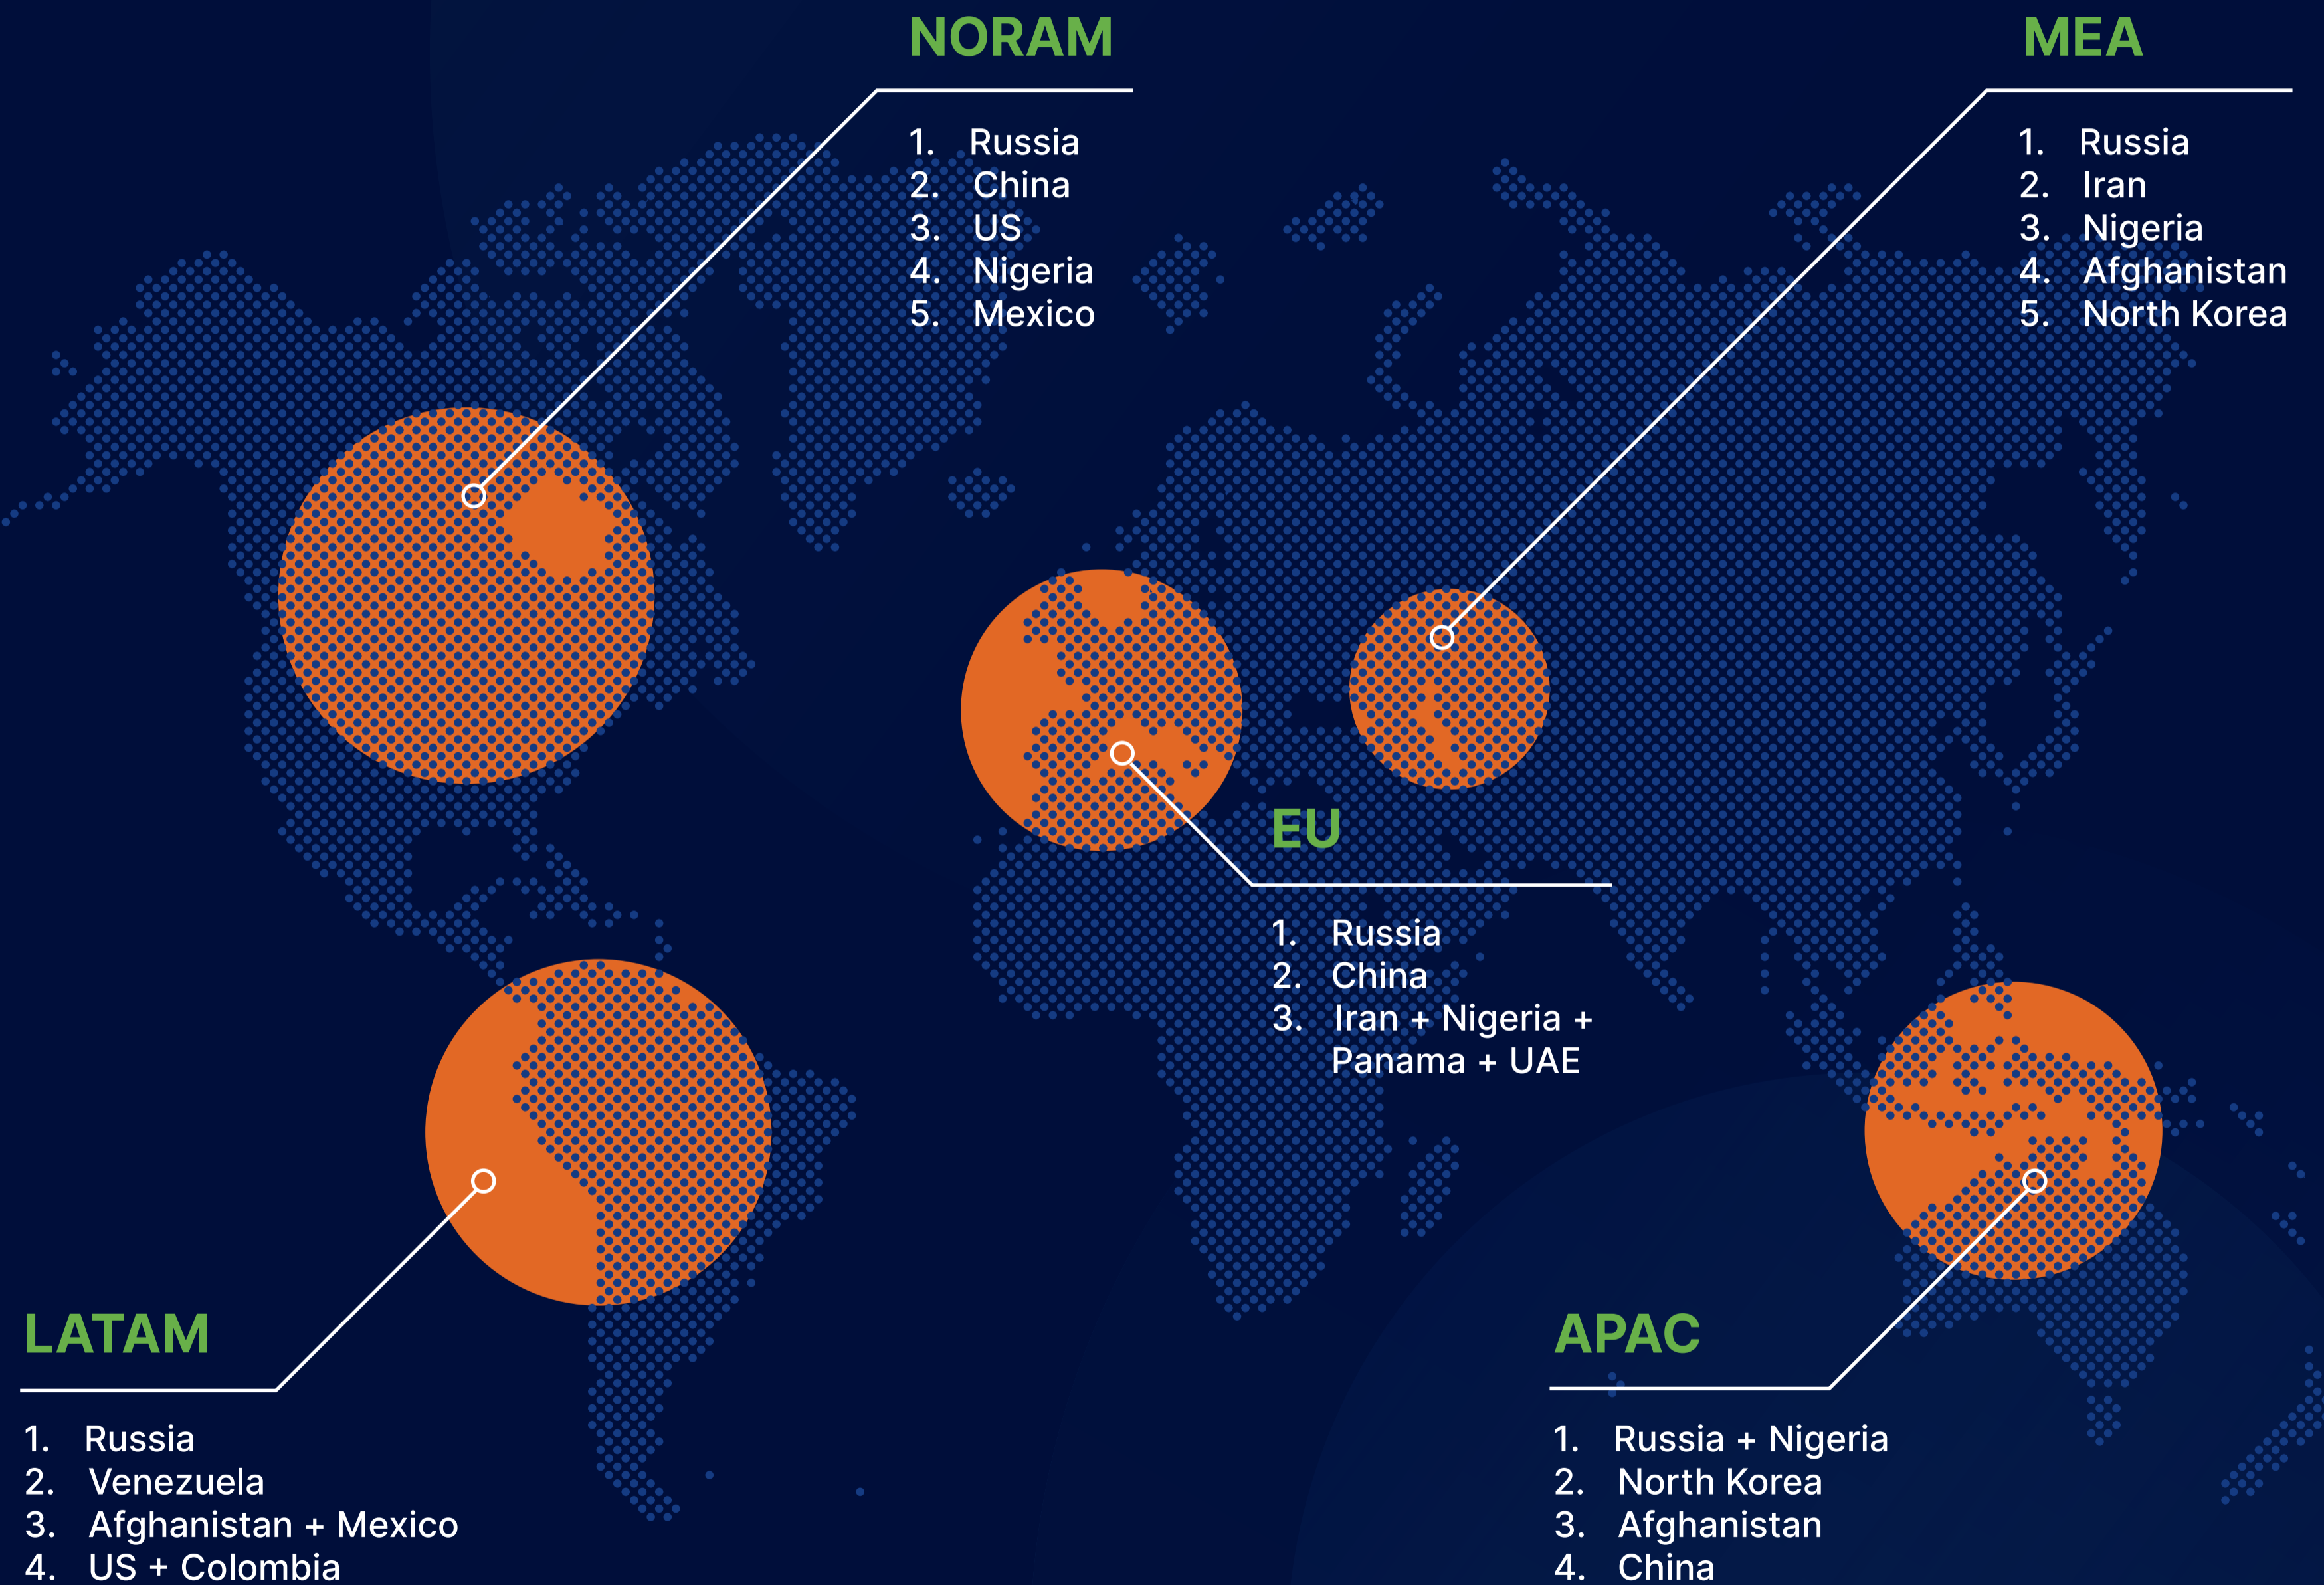 NORAM
1. Russia
2. China
3. US
4. Nigeria
5. Mexico
MEA
1. Russia
2. Iran
3. Nigeria
4. Afghanistan
5. North Korea
EU
1. Russia
2. China
3. Iran + Nigeria +
Panama + UAE
LATAM
1. Russia
2. Venezuela
3. Afghanistan + Mexico
4. US + Colombia
APAC
1. Russia + Nigeria
2. North Korea
3. Afghanistan
4. China